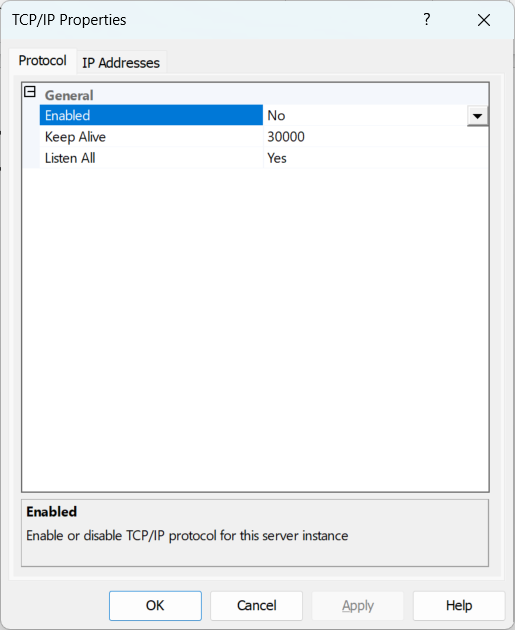 TCP/IP Properties ?
Protocol IP Addresses
General
Enabled No
Keep Alive 30000
Listen All Yes
Enabled
Enable or disable TCP/IP protocol for this server instance
OK Cancel Apply Help